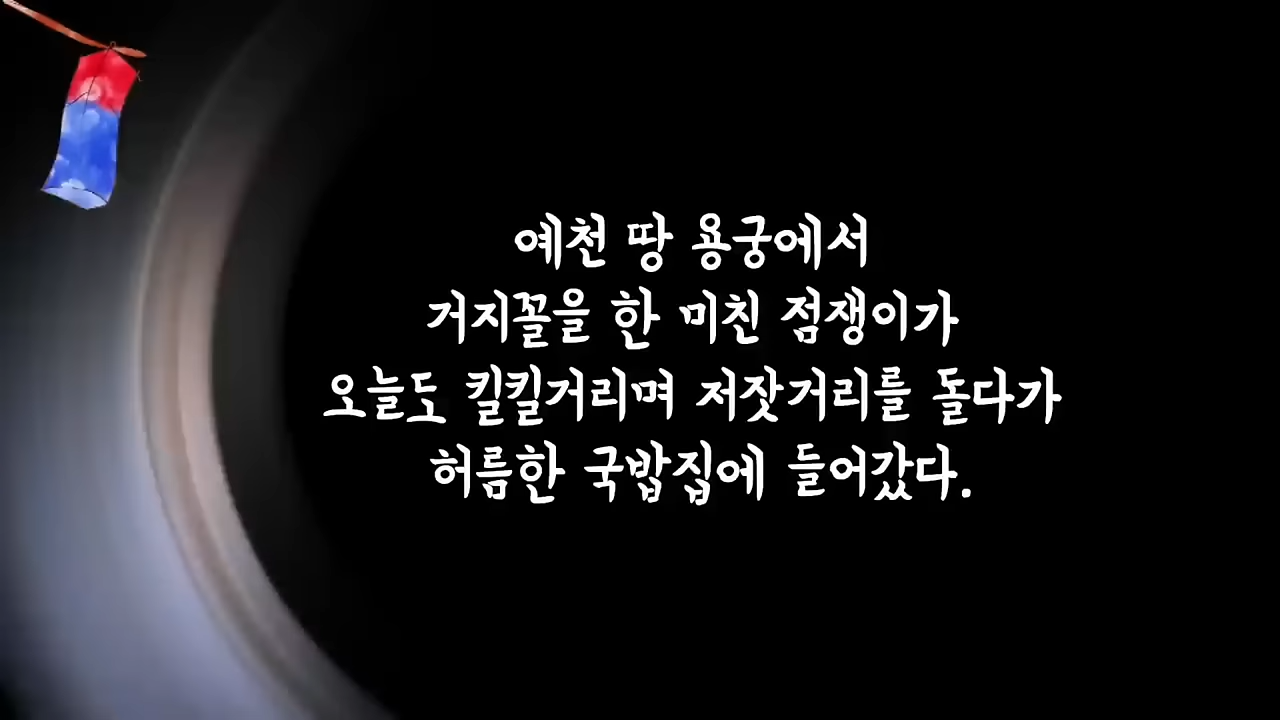 예천 땅 용궁에서
거지꼴을 한 미친 점쟁이가
오늘도 킬킬거리며 저잣거리를 돌다가
허름한 국밥집에 들어갔다.